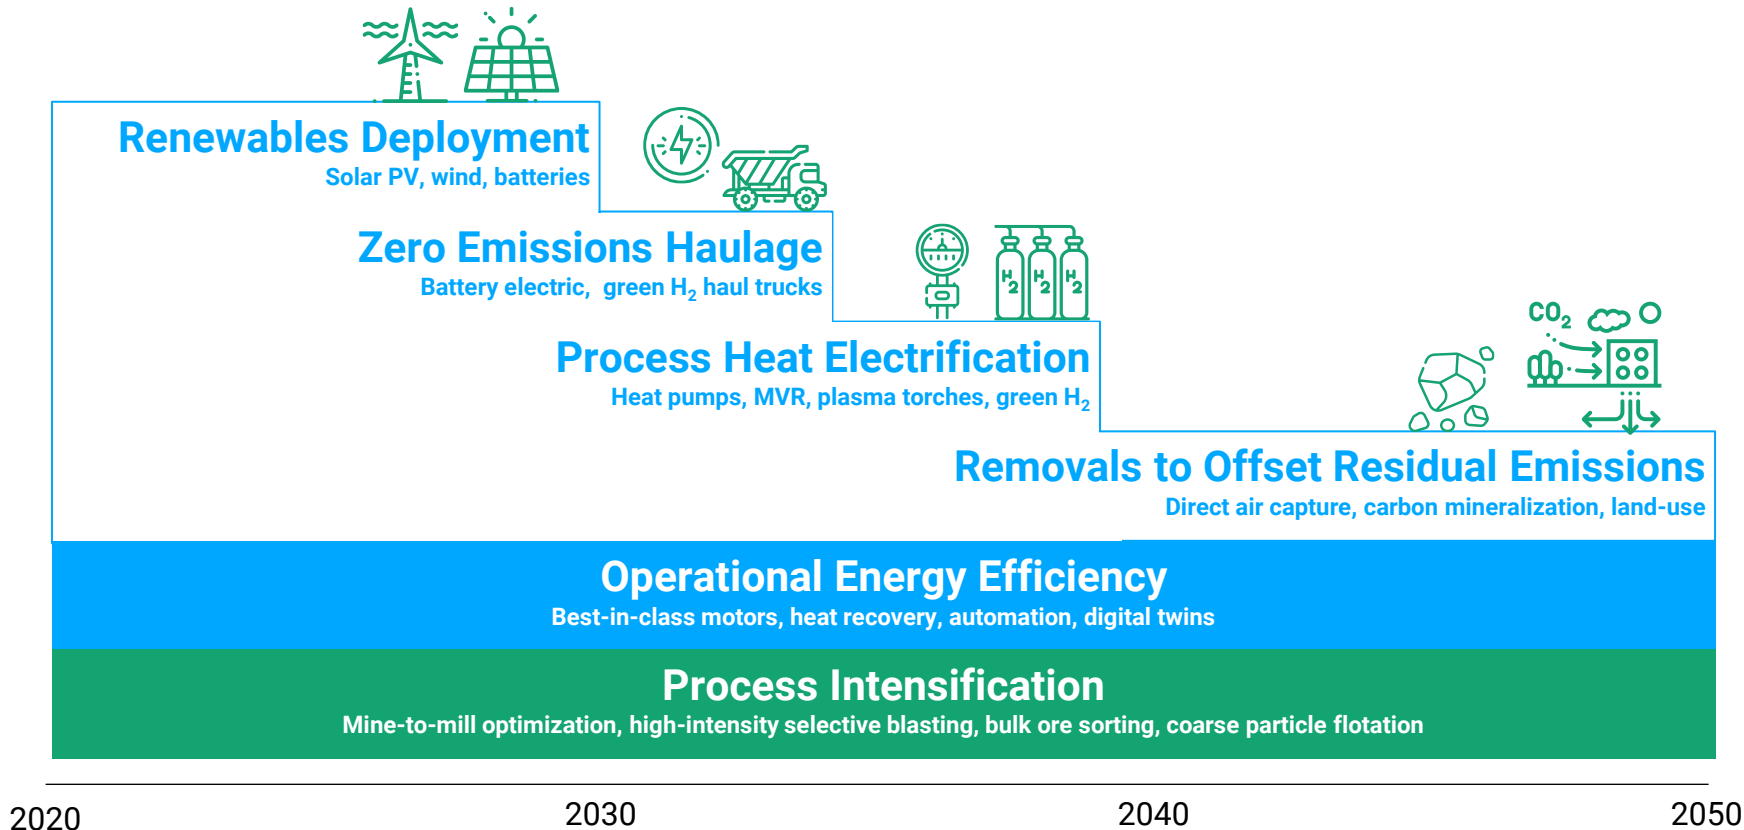 Renewables Deployment
Solar PV, wind, batteries
Zero Emissions Haulage
Battery electric, green H₂ haul trucks
H₂ H₂ H₂
Process Heat Electrification
Heat pumps, MVR, plasma torches, green H₂
CO₂
Removals to Offset Residual Emissions
Direct air capture, carbon mineralization, land-use
Operational Energy Efficiency
Best-in-class motors, heat recovery, automation, digital twins
Process Intensification
Mine-to-mill optimization, high-intensity selective blasting, bulk ore sorting, coarse particle flotation
2020 2030 2040 2050